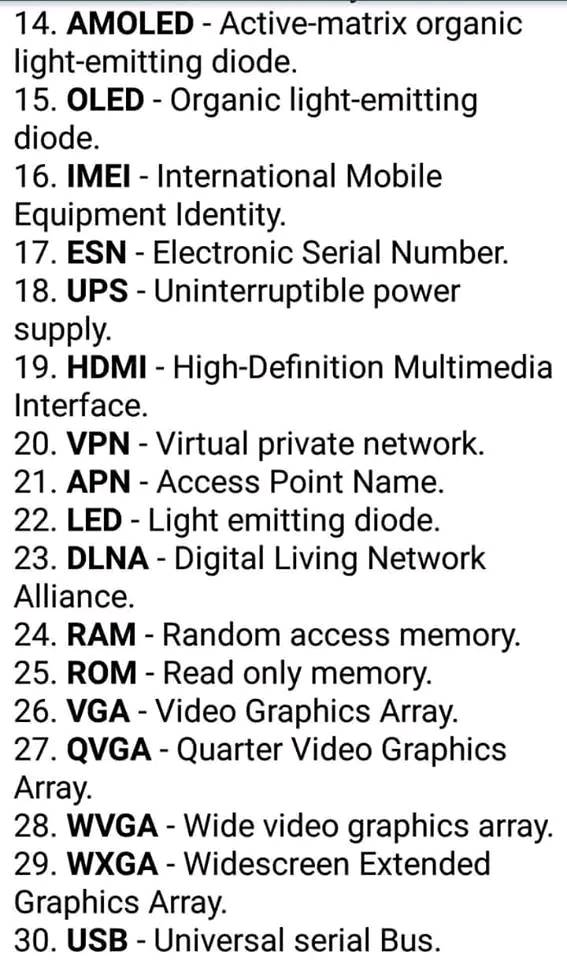 14. AMOLED - Active-matrix organic
light-emitting diode.
15. OLED - Organic light-emitting
diode.
16. IMEI - International Mobile
Equipment Identity.
17. ESN - Electronic Serial Number.
18. UPS - Uninterruptible power
supply.
19. HDMI - High-Definition Multimedia
Interface.
20. VPN - Virtual private network.
21. APN - Access Point Name.
22. LED - Light emitting diode.
23. DLNA - Digital Living Network
Alliance.
24. RAM - Random access memory.
25. ROM - Read only memory.
26. VGA - Video Graphics Array.
27. QVGA - Quarter Video Graphics
Array.
28. WVGA - Wide video graphics array.
29. WXGA - Widescreen Extended
Graphics Array.
30. USB - Universal serial Bus.